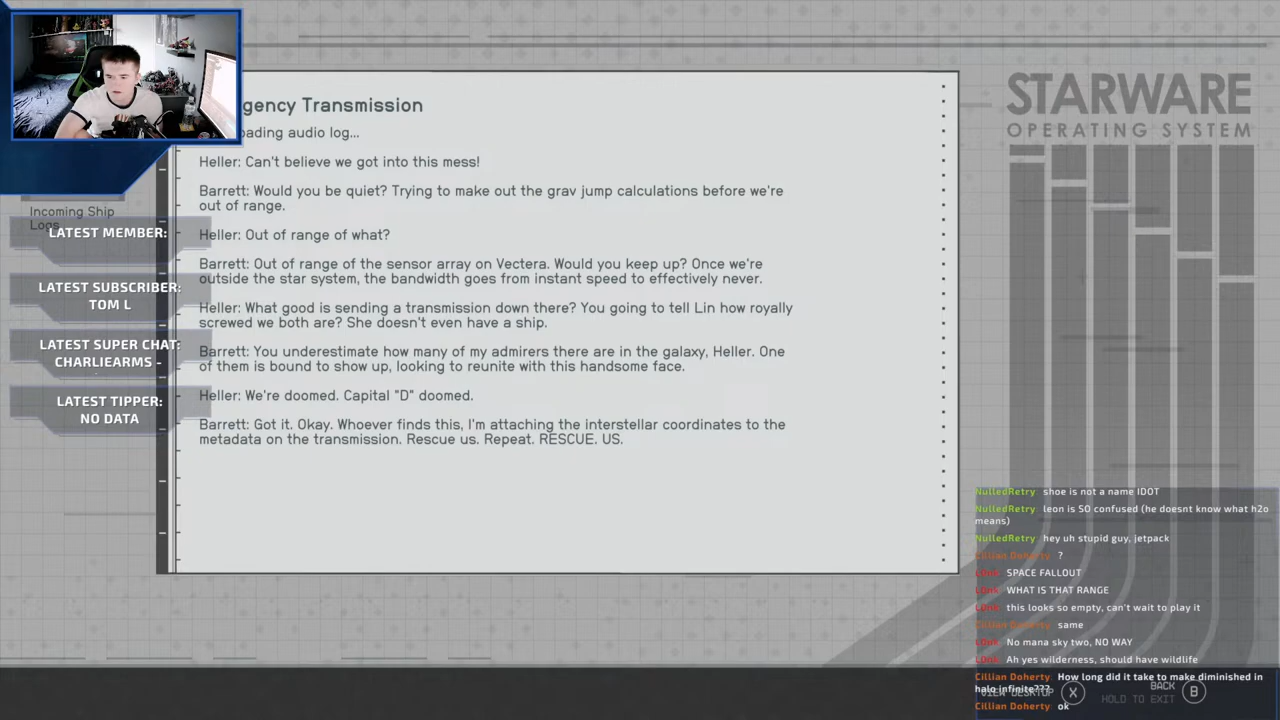 gency Transmission
oading audio log...
Heller: Can't believe we got into this mess!
Barrett: Would you be quiet? Trying to make out the grav jump calculations before we're
out of range.
Heller: Out of range of what?
Barrett: Out of range of the sensor array on Vectera. Would you keep up? Once we're
outside the star system, the bandwidth goes from instant speed to effectively never.
Heller: What good is sending a transmission down there? You going to tell Lin how royally
screwed we both are? She doesn't even have a ship.
Barrett: You underestimate how many of my admirers there are in the galaxy, Heller. One
of them is bound to show up, looking to reunite with this handsome face.
Heller: We're doomed. Capital "D" doomed.
Barrett: Got it. Okay. Whoever finds this, I'm attaching the interstellar coordinates to the
metadata on the transmission. Rescue us. Repeat. RESCUE. US.
STARWARE
OPERATING SYSTEM
Incoming Ship
Logs
LATEST MEMBER:
LATEST SUBSCRIBER:
TOM L
LATEST SUPER CHAT:
CHARLIEARMS -
LATEST TIPPER:
NO DATA
NulledRetry: shoe is not a name IDOT
NulledRetry: leon is SO confused (he doesnt know what h2o
means)
NulledRetry: hey uh stupid guy, jetpack
Cillian Doherty: ?
SPACE FALLOUT
WHAT IS THAT RANGE
this looks so empty, can't wait to play it
Cillian Doherty: same
No mana sky two, NO WAY
Ah yes wilderness, should have wildlife
Cillian Doherty: How long did it take to make diminished in
halo infinite???
Cillian Doherty: ok
VIEW DESKTOP X
BACK B
HOLD TO EXIT